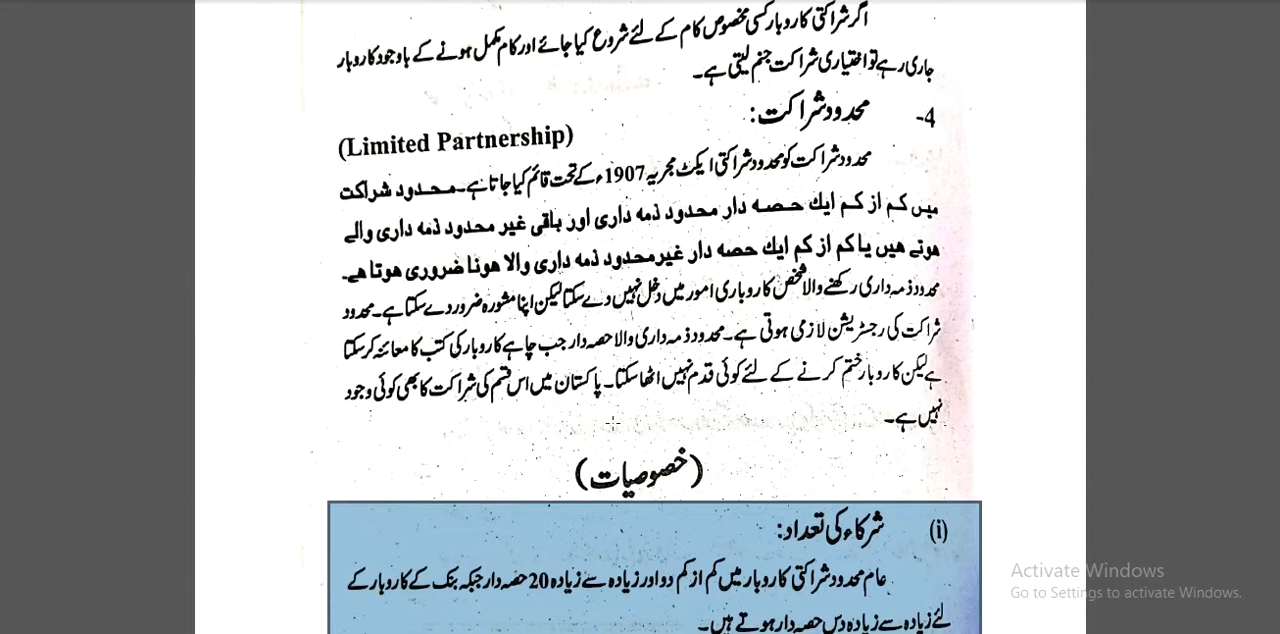 اگر شراکتی کاروبار کسی مخصوص کام کے لئے شروع کیا جائے اور کام مکمل ہونے کے باوجود کاروبار
جاری رہے تو اختیاری شراکت جنم لیتی ہے۔
4- محدود شراکت:
(Limited Partnership)
محدود شراکت کو محدود شراکتی ایکٹ مجریہ 1907ء کے تحت قائم کیا جاتا ہے۔ محدود شراکت
میں کم از کم ایک حصہ دار محدود ذمہ داری اور باقی غیر محدود ذمہ داری والے
ہوتے ہیں یا کم از کم ایک حصہ دار غیر محدود ذمہ داری والا ہونا ضروری ہوتا ہے۔
محدود ذمہ داری رکھنے والا شخص کاروباری امور میں دخل نہیں دے سکتا لیکن اپنا مشورہ ضرور دے سکتا ہے۔ محدود
شراکت کی رجسٹریشن لازمی ہوتی ہے۔ محدود ذمہ داری والا حصہ دار جب چاہے کاروبار کی کتب کا معائنہ کر سکتا
ہے لیکن کاروبار ختم کرنے کے لئے کوئی قدم نہیں اٹھا سکتا۔ پاکستان میں اس قسم کی شراکت کا بھی کوئی وجود
نہیں ہے۔
(خصوصیات)
(i) شرکاء کی تعداد:
عام محدود شراکتی کاروبار میں کم از کم دو اور زیادہ سے زیادہ 20 حصہ دار جبکہ بنک کے کاروبار کے
لئے زیادہ سے زیادہ دس حصہ دار ہوتے ہیں۔
Activate Windows
Go to Settings to activate Windows.